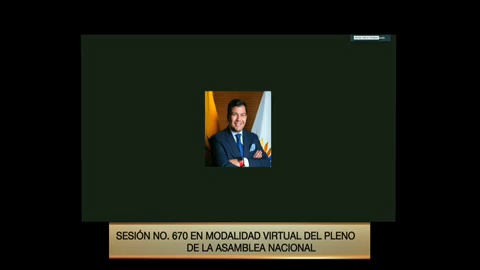 SESIÓN NO. 670 EN MODALIDAD VIRTUAL DEL PLENO
DE LA ASAMBLEA NACIONAL